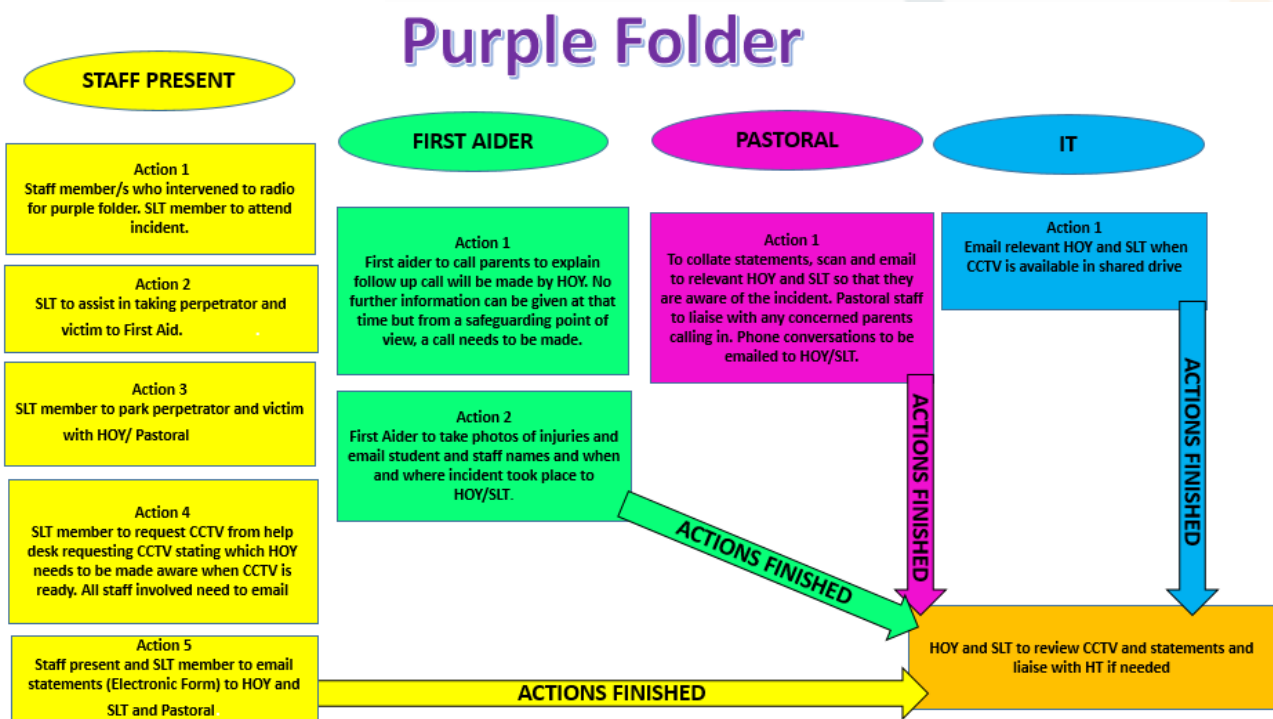 Purple Folder
STAFF PRESENT
Action 1
Staff member/s who intervened to radio
for purple folder. SLT member to attend
incident.
Action 2
SLT to assist in taking perpetrator and
victim to First Aid.
Action 3
SLT member to park perpetrator and victim
with HOY/ Pastoral
Action 4
SLT member to request CCTV from help
desk requesting CCTV stating which HOY
needs to be made aware when CCTV is
ready. All staff involved need to email
Action 5
Staff present and SLT member to email
statements (Electronic Form) to HOY and
SLT and Pastoral
ACTIONS FINISHED
FIRST AIDER
Action 1
First aider to call parents to explain
follow up call will be made by HOY. No
further information can be given at that
time but from a safeguarding point of
view, a call needs to be made.
Action 2
First Aider to take photos of injuries and
email student and staff names and when
and where incident took place to
HOY/SLT.
ACTIONS FINISHED
PASTORAL
Action 1
To collate statements, scan and email
to relevant HOY and SLT so that they
are aware of the incident. Pastoral staff
to liaise with any concerned parents
calling in. Phone conversations to be
emailed to HOY/SLT.
ACTIONS FINISHED
IT
Action 1
Email relevant HOY and SLT when
CCTV is available in shared drive
ACTIONS FINISHED
HOY and SLT to review CCTV and statements and
liaise with HT if needed